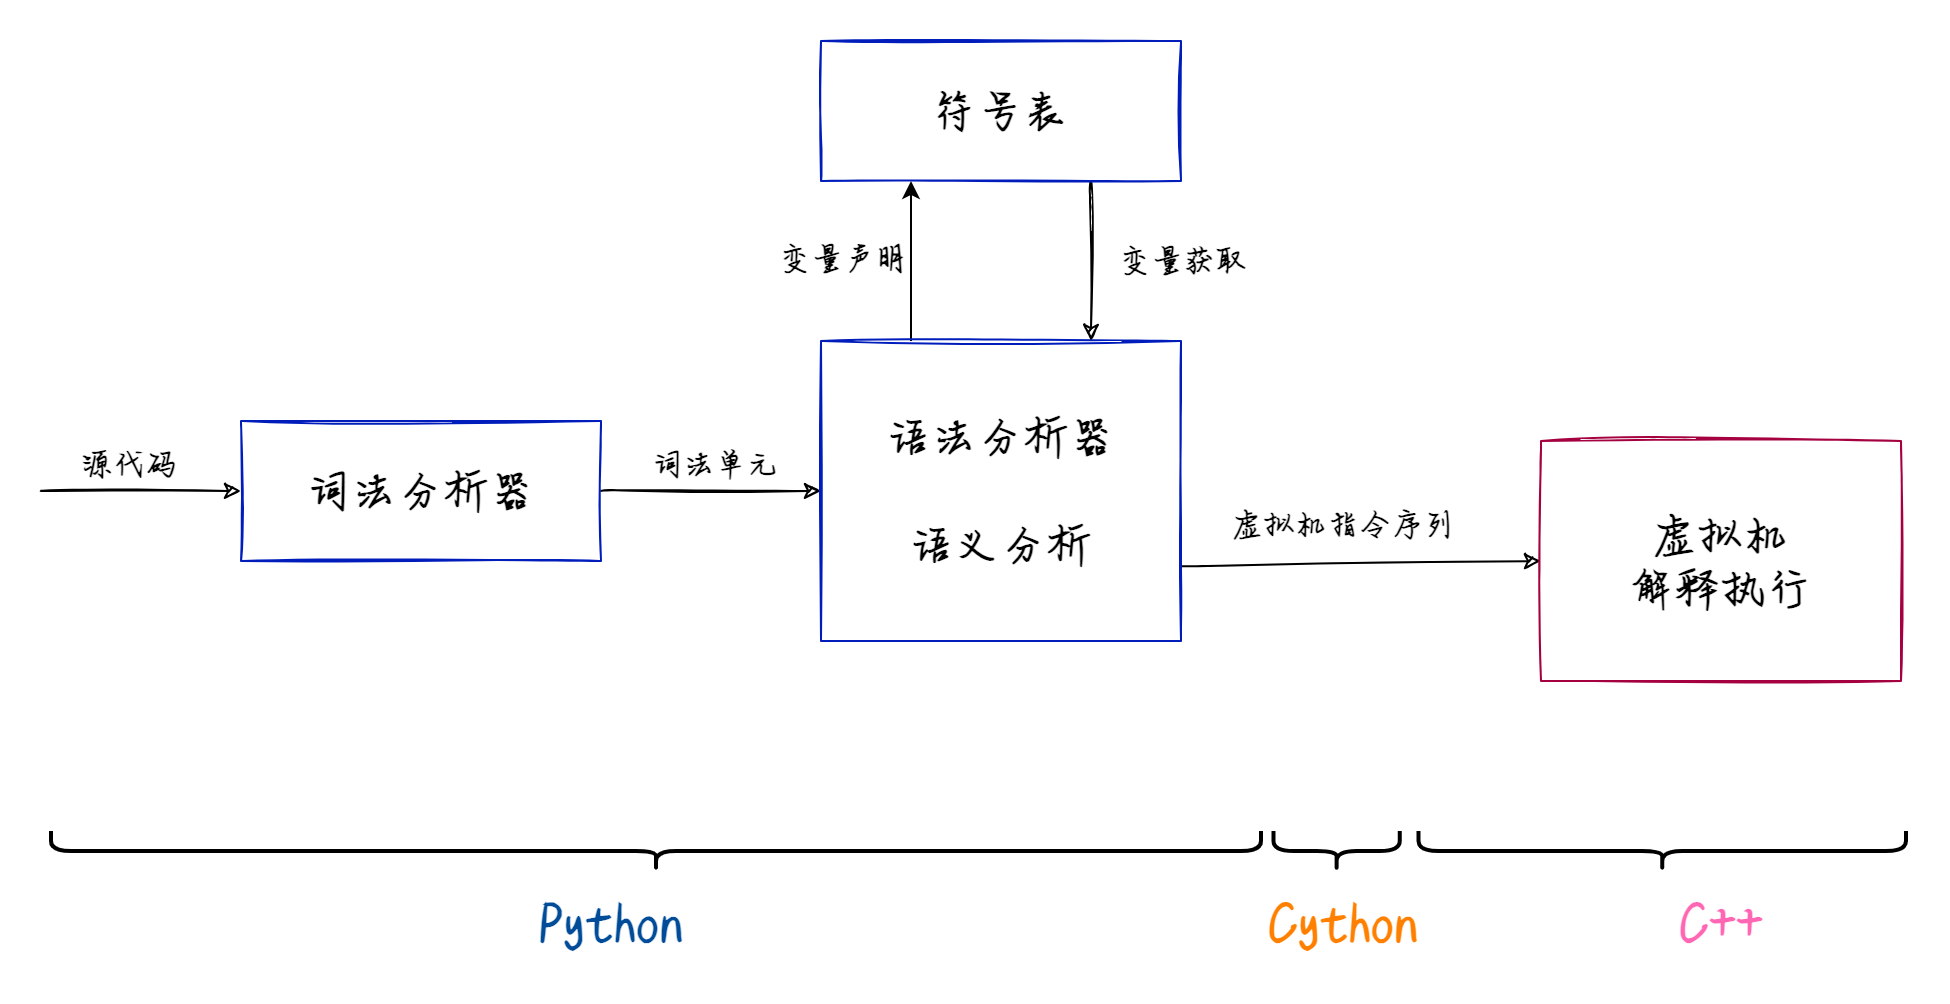 符号表
变量声明
变量获取
源代码
词法分析器
词法单元
语法分析器
语义分析
虚拟机指令序列
虚拟机
解释执行
Python
Cython
C++